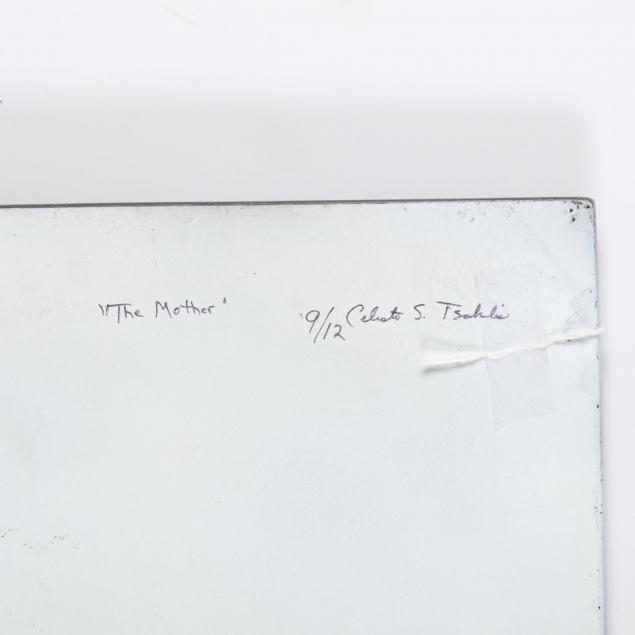 "The Mother" 9/12 S.